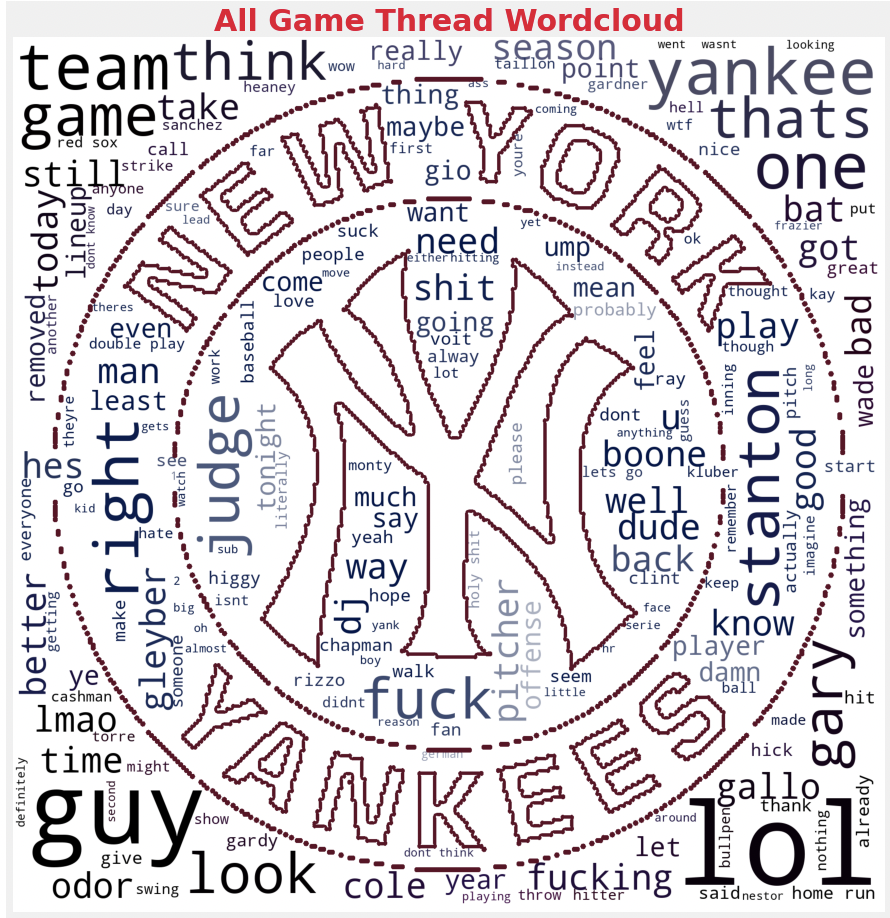 All Game Thread Wordcloud
team think wow hard really season went wasnt looking
heaney ass taillon point gardner yankee
game take thing coming hell thats
sanchez maybe wtf
red sox call far first youre nice one
still strike gio
anyone sure want yet bat put
day lead suck need ump frazier
today lineup dont know people either hitting instead ok got great
move
come shit mean thought kay
love probably
removed another theres going play bad
even voit though
double play work baseball alway feel
man lot ray inning pitch long wade
least dont u guess
theyre gets judge tonight please anything stanton good
right boone
hes see monty lets go kluber start
go watch literally much well
kid say remember
everyone hate yeah dude actually imagine something
sub holy shit back
higgy way clint keep
better getting 2 isnt hope face
make gleyber big dj yank pitcher offense serie know
oh chapman hr player
someone almost boy
ye rizzo walk seem damn gary
cashman didnt fuck little ball hit
lmao reason fan made
torre german hick
time might
definitely second gallo
guy show around thank lol already
gardy dont think let bullpen nothing
give
odor swing look cole year fucking said nestor home run
playing throw hitter
NEW YORK
NY
YANKEES